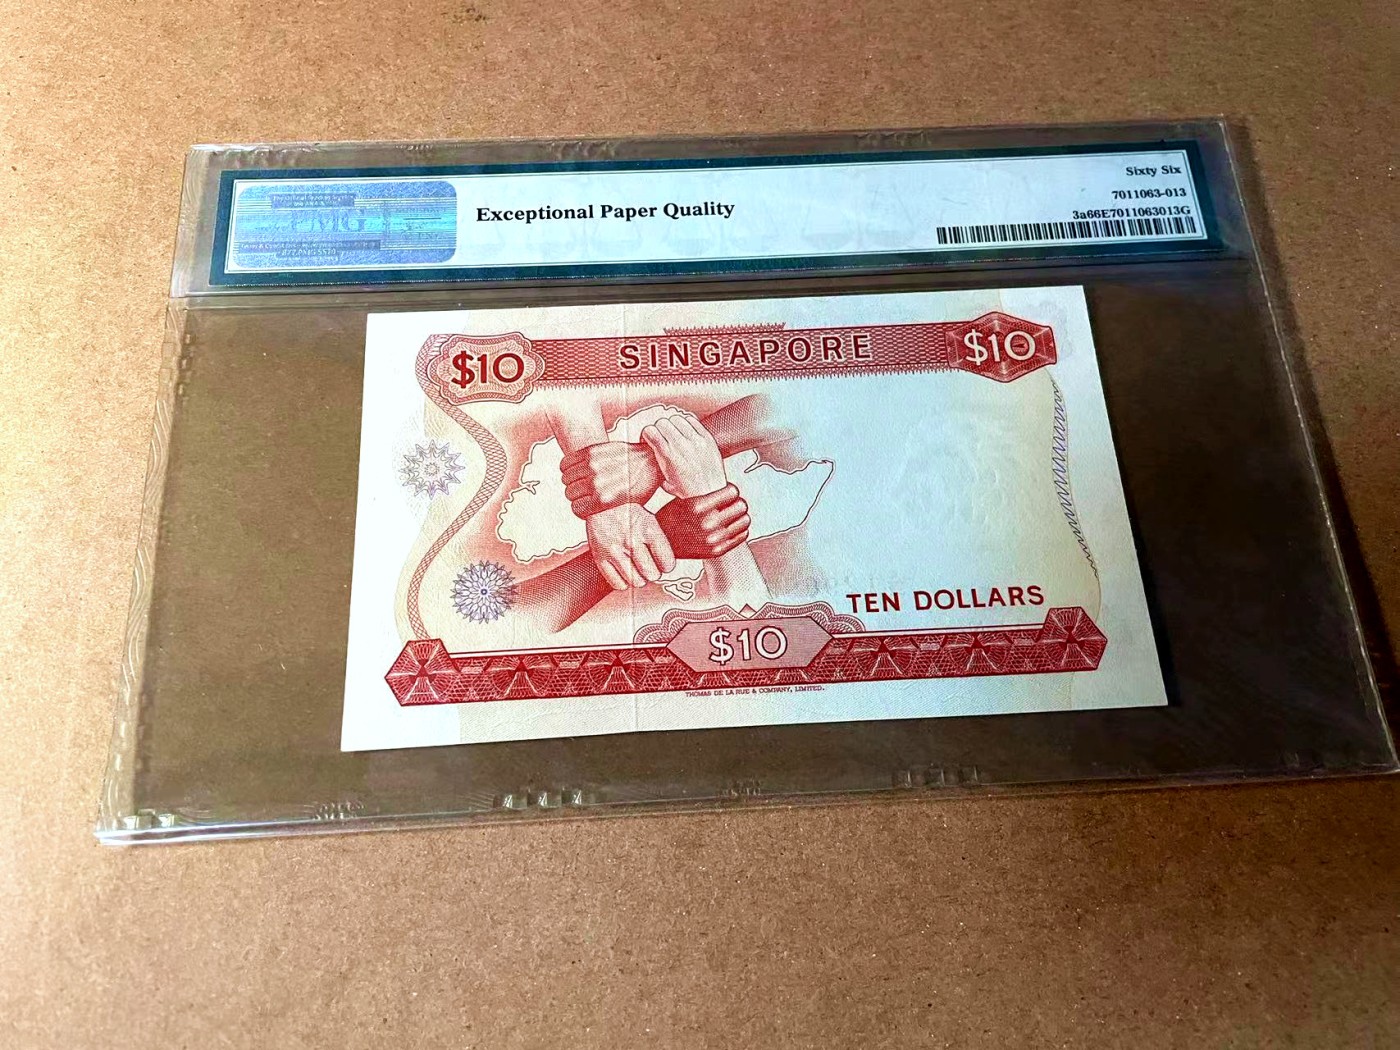 Sixty Six
Exceptional Paper Quality
7011063-013
3a66E7011063013G
PMG
$10
SINGAPORE
$10
TEN DOLLARS
$10
THOMAS DE LA RUE & COMPANY, LIMITED.